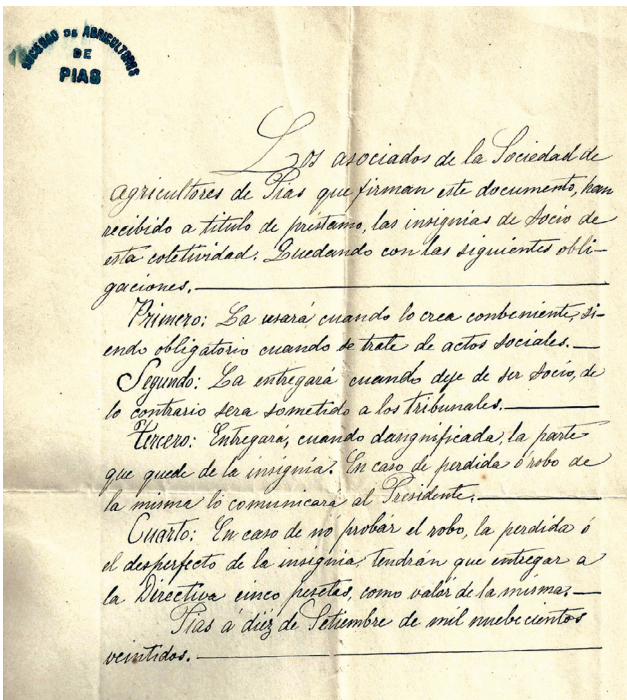 SOCIEDAD DE AGRICULTORES
DE
PIAS
Los asociados de la Sociedad de
agricultores de Pias que firman este documento, han
recibido a titulo de préstamo, las insignias de socio de
esta coletividad. Quedando con las siguientes obli-
gaciones.
Primero: La usará, cuando lo crea conbeniente, si-
endo obligatorio cuando se trate de actos sociales.
Segundo: La entregará cuando deje de ser socio, de
lo contrario sera sometido a los tribunales.
Tercero: Entregará, cuando dangnificada, la parte
que quede de la insignia. En caso de perdida ó robo de
la misma lo comunicará al Presidente.
Cuarto: En caso de no probar el robo, la perdida ó
el desperfecto de la insignia, tendrán que entregar a
la Directiva cinco pesetas, como valor de la misma.
Pias á diez de Setiembre de mil nuebecientos
veintidos.